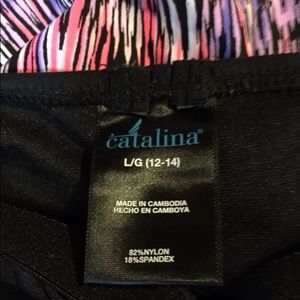 catalina®
L/G (12-14)
MADE IN CAMBODIA
HECHO EN CAMBOYA
82%NYLON
18%SPANDEX